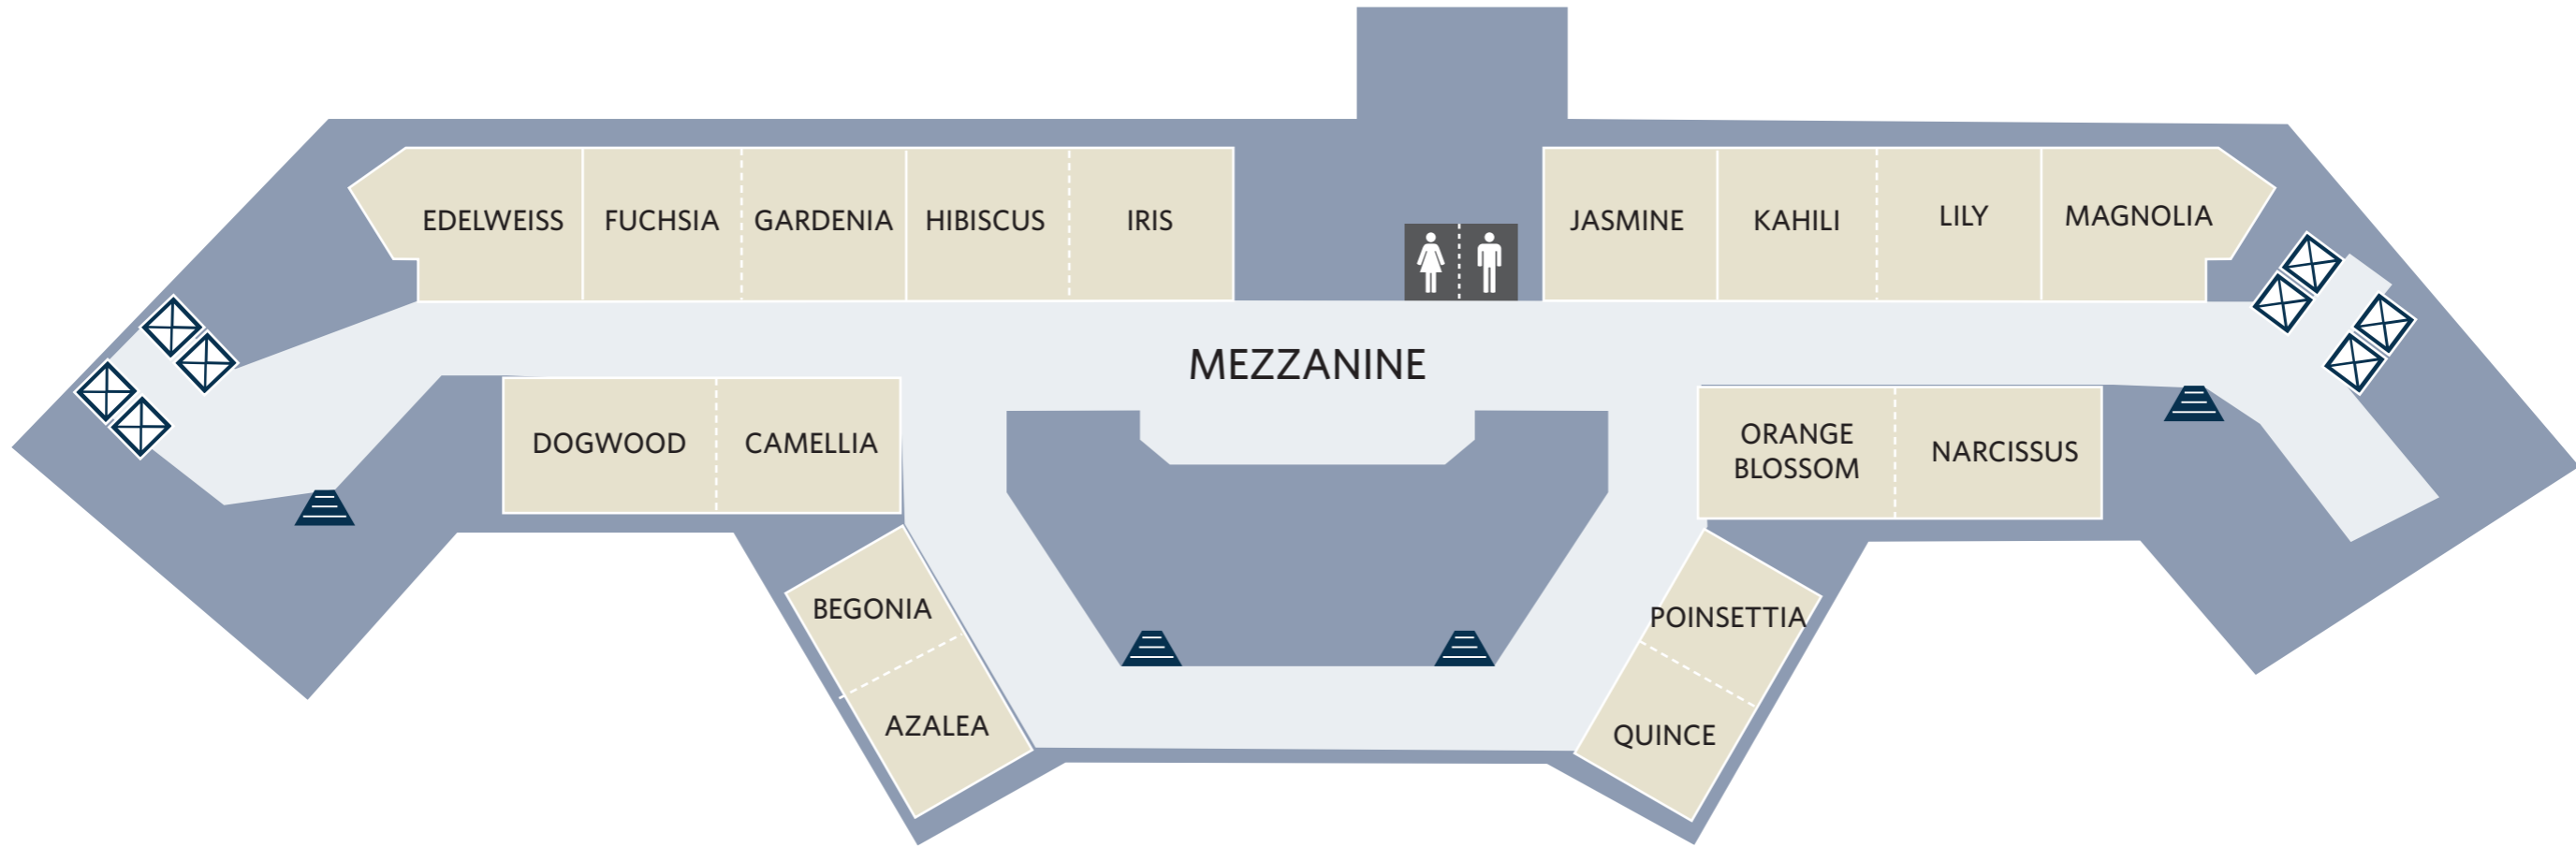 EDELWEISS
FUCHSIA
GARDENIA
HIBISCUS
IRIS
JASMINE
KAHILI
LILY
MAGNOLIA
MEZZANINE
DOGWOOD
CAMELLIA
ORANGE
BLOSSOM
NARCISSUS
BEGONIA
AZALEA
POINSETTIA
QUINCE